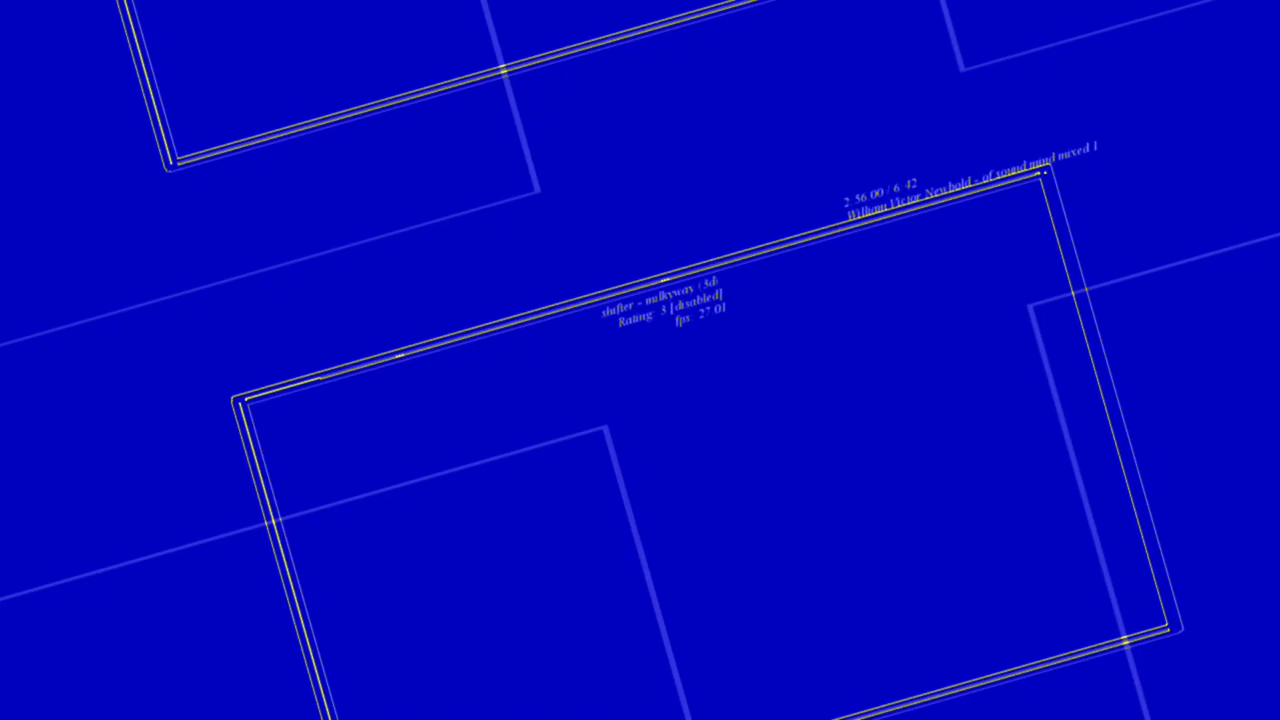 2:56.00 / 6:42
William Victor Newbold - of sound mind mixed 1
shifter - milkyway (3d)
Rating: 3 [disabled]
fps: 27.01